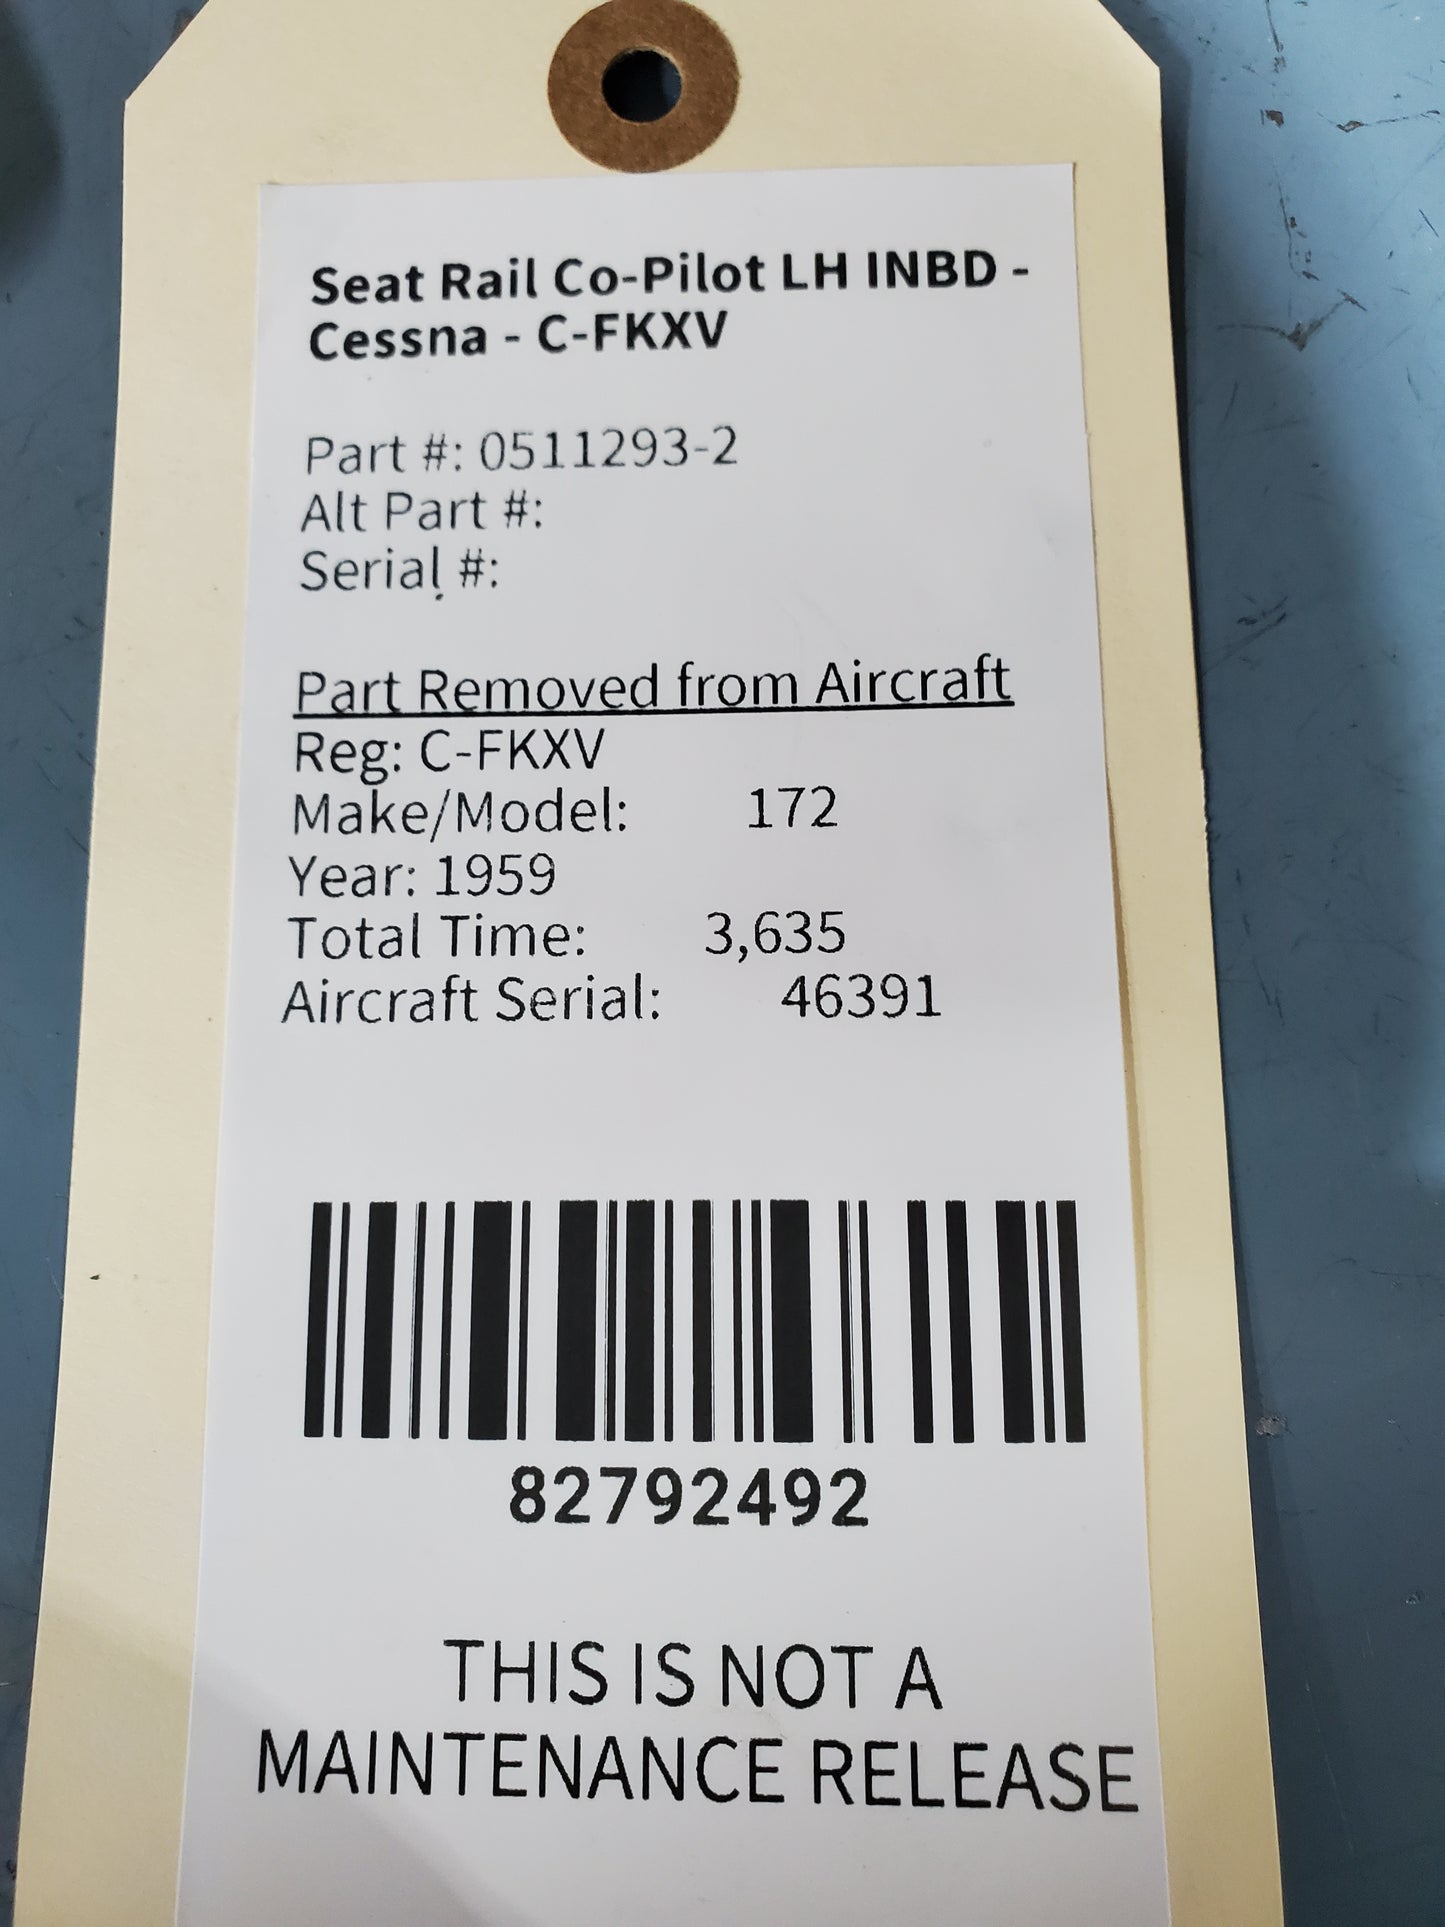 Seat Rail Co-Pilot LH INBD -
Cessna - C-FKXV
Part #: 0511293-2
Alt Part #:
Serial #:
Part Removed from Aircraft
Reg: C-FKXV
Make/Model: 172
Year: 1959
Total Time: 3,635
Aircraft Serial: 46391
82792492
THIS IS NOT A
MAINTENANCE RELEASE